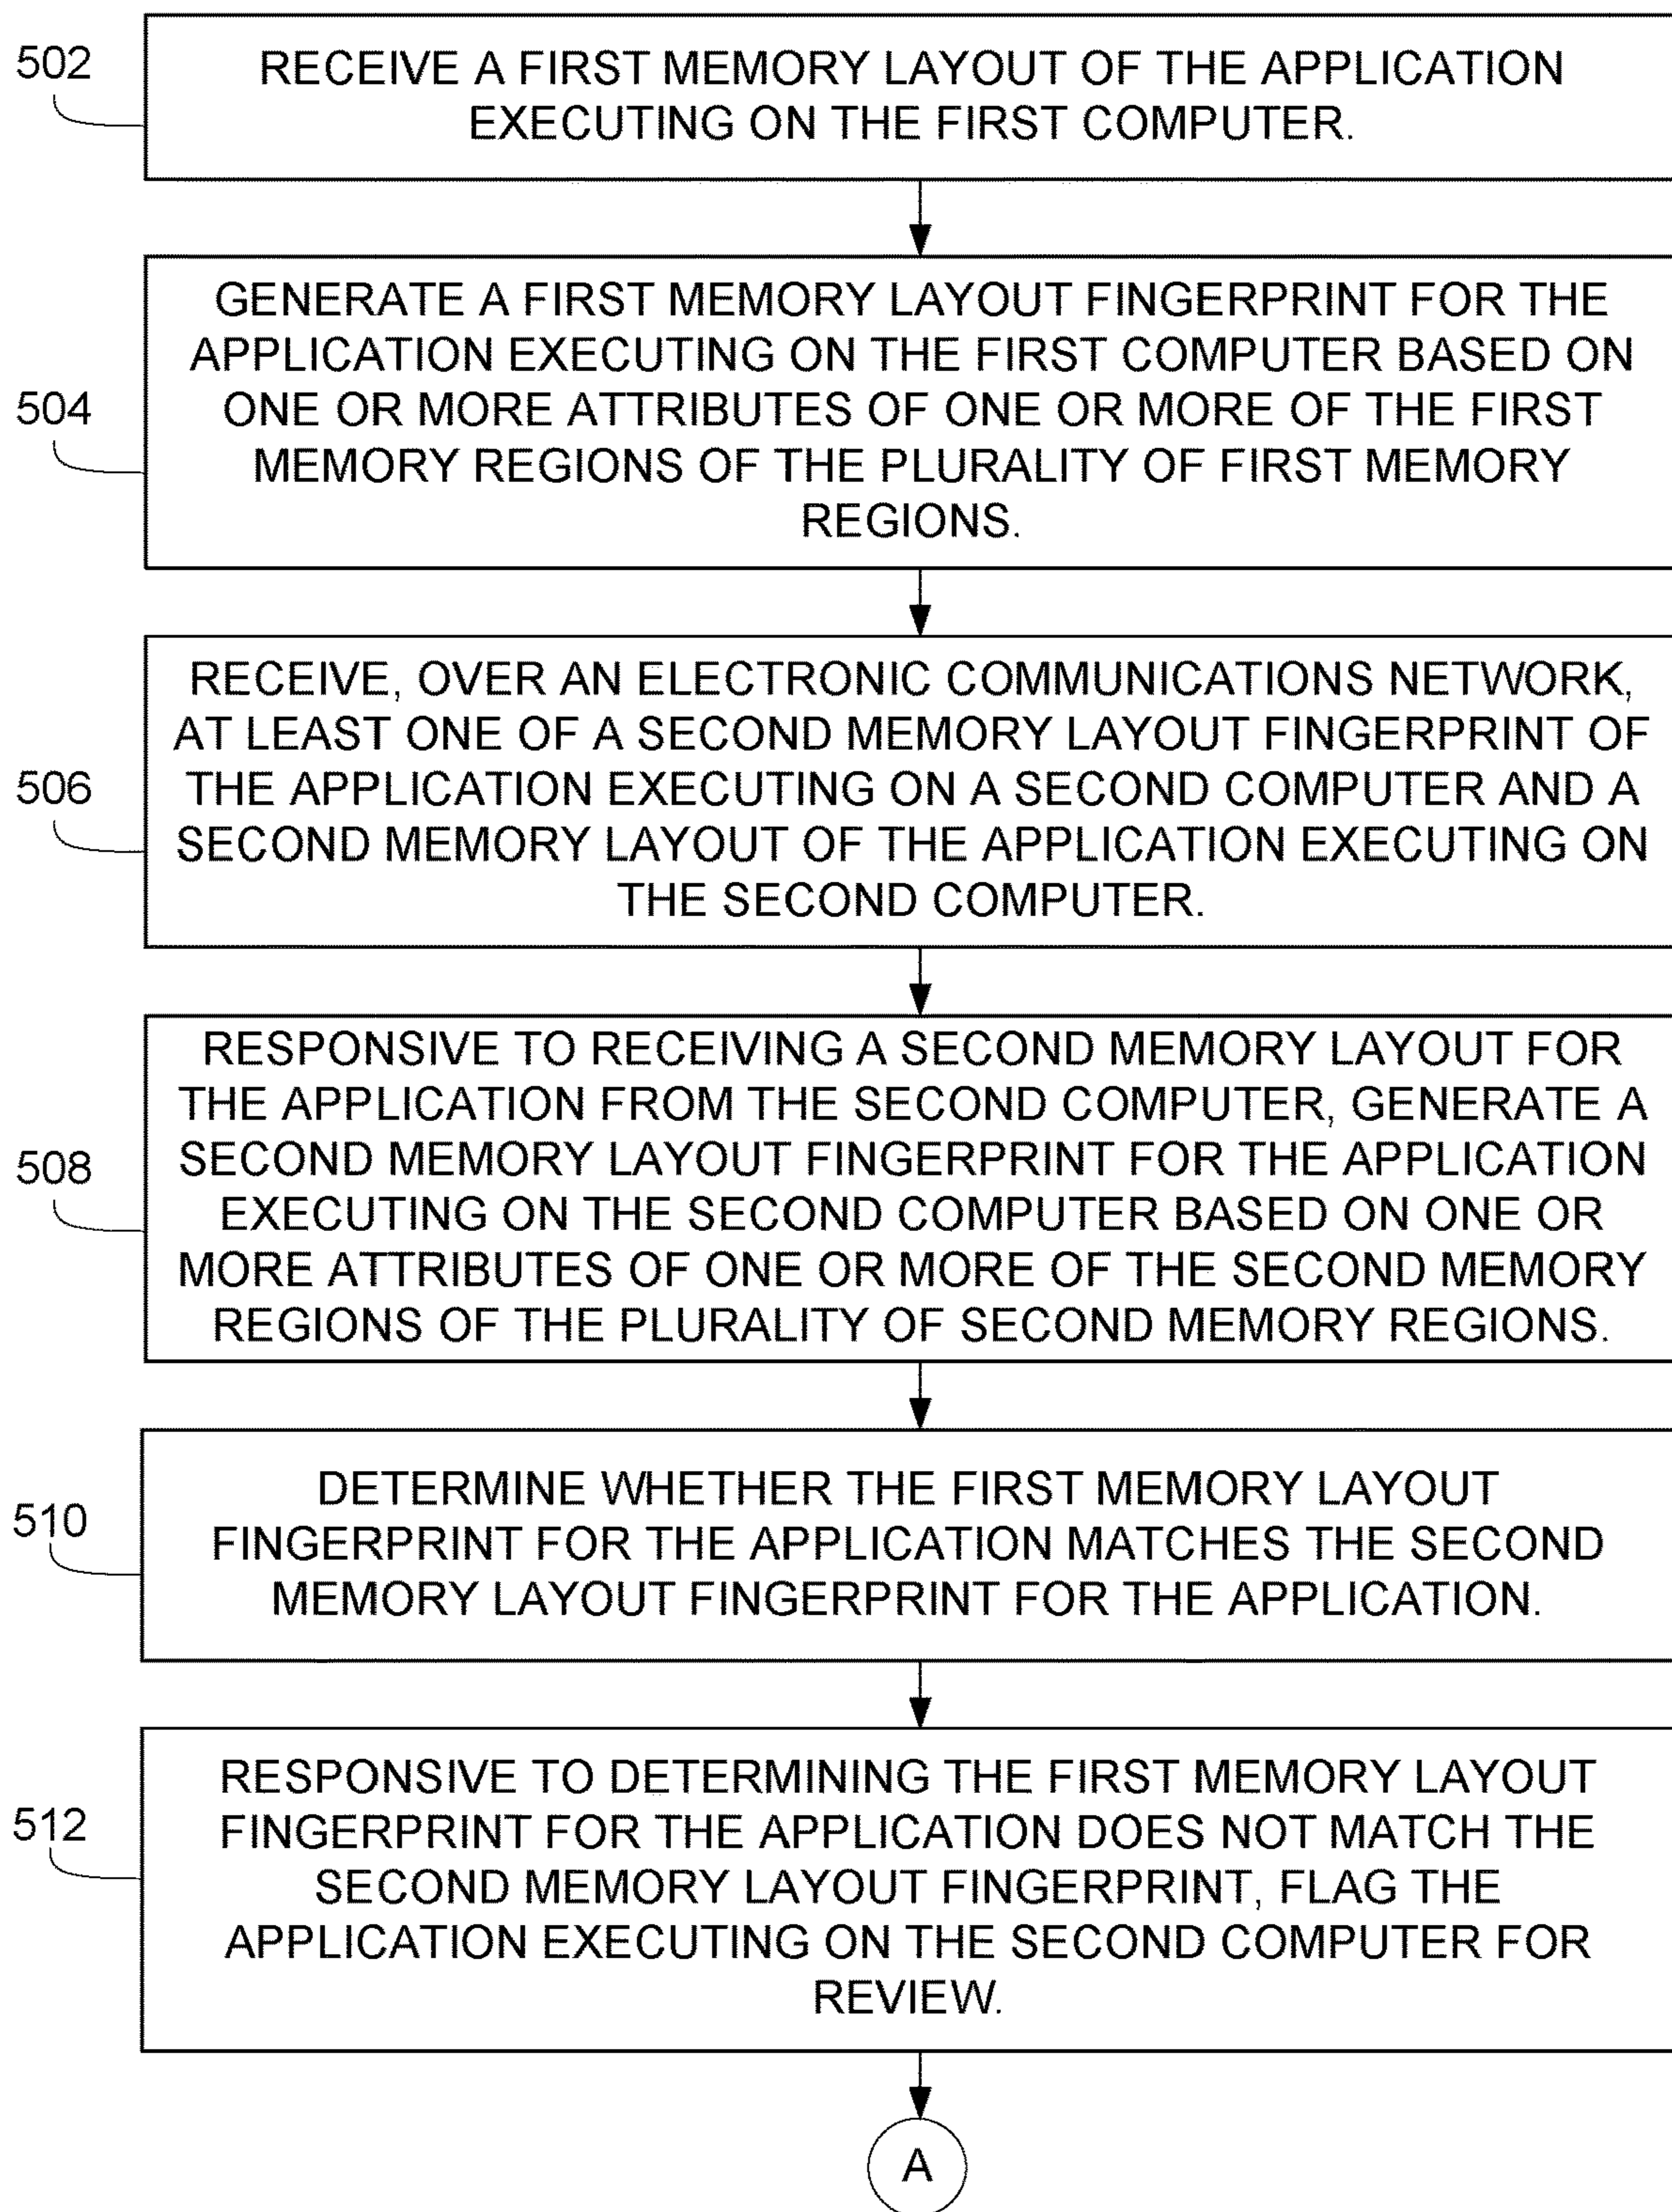 502
RECEIVE A FIRST MEMORY LAYOUT OF THE APPLICATION
EXECUTING ON THE FIRST COMPUTER.
504
GENERATE A FIRST MEMORY LAYOUT FINGERPRINT FOR THE
APPLICATION EXECUTING ON THE FIRST COMPUTER BASED ON
ONE OR MORE ATTRIBUTES OF ONE OR MORE OF THE FIRST
MEMORY REGIONS OF THE PLURALITY OF FIRST MEMORY
REGIONS.
506
RECEIVE, OVER AN ELECTRONIC COMMUNICATIONS NETWORK,
AT LEAST ONE OF A SECOND MEMORY LAYOUT FINGERPRINT OF
THE APPLICATION EXECUTING ON A SECOND COMPUTER AND A
SECOND MEMORY LAYOUT OF THE APPLICATION EXECUTING ON
THE SECOND COMPUTER.
508
RESPONSIVE TO RECEIVING A SECOND MEMORY LAYOUT FOR
THE APPLICATION FROM THE SECOND COMPUTER, GENERATE A
SECOND MEMORY LAYOUT FINGERPRINT FOR THE APPLICATION
EXECUTING ON THE SECOND COMPUTER BASED ON ONE OR
MORE ATTRIBUTES OF ONE OR MORE OF THE SECOND MEMORY
REGIONS OF THE PLURALITY OF SECOND MEMORY REGIONS.
510
DETERMINE WHETHER THE FIRST MEMORY LAYOUT
FINGERPRINT FOR THE APPLICATION MATCHES THE SECOND
MEMORY LAYOUT FINGERPRINT FOR THE APPLICATION.
512
RESPONSIVE TO DETERMINING THE FIRST MEMORY LAYOUT
FINGERPRINT FOR THE APPLICATION DOES NOT MATCH THE
SECOND MEMORY LAYOUT FINGERPRINT, FLAG THE
APPLICATION EXECUTING ON THE SECOND COMPUTER FOR
REVIEW.
A